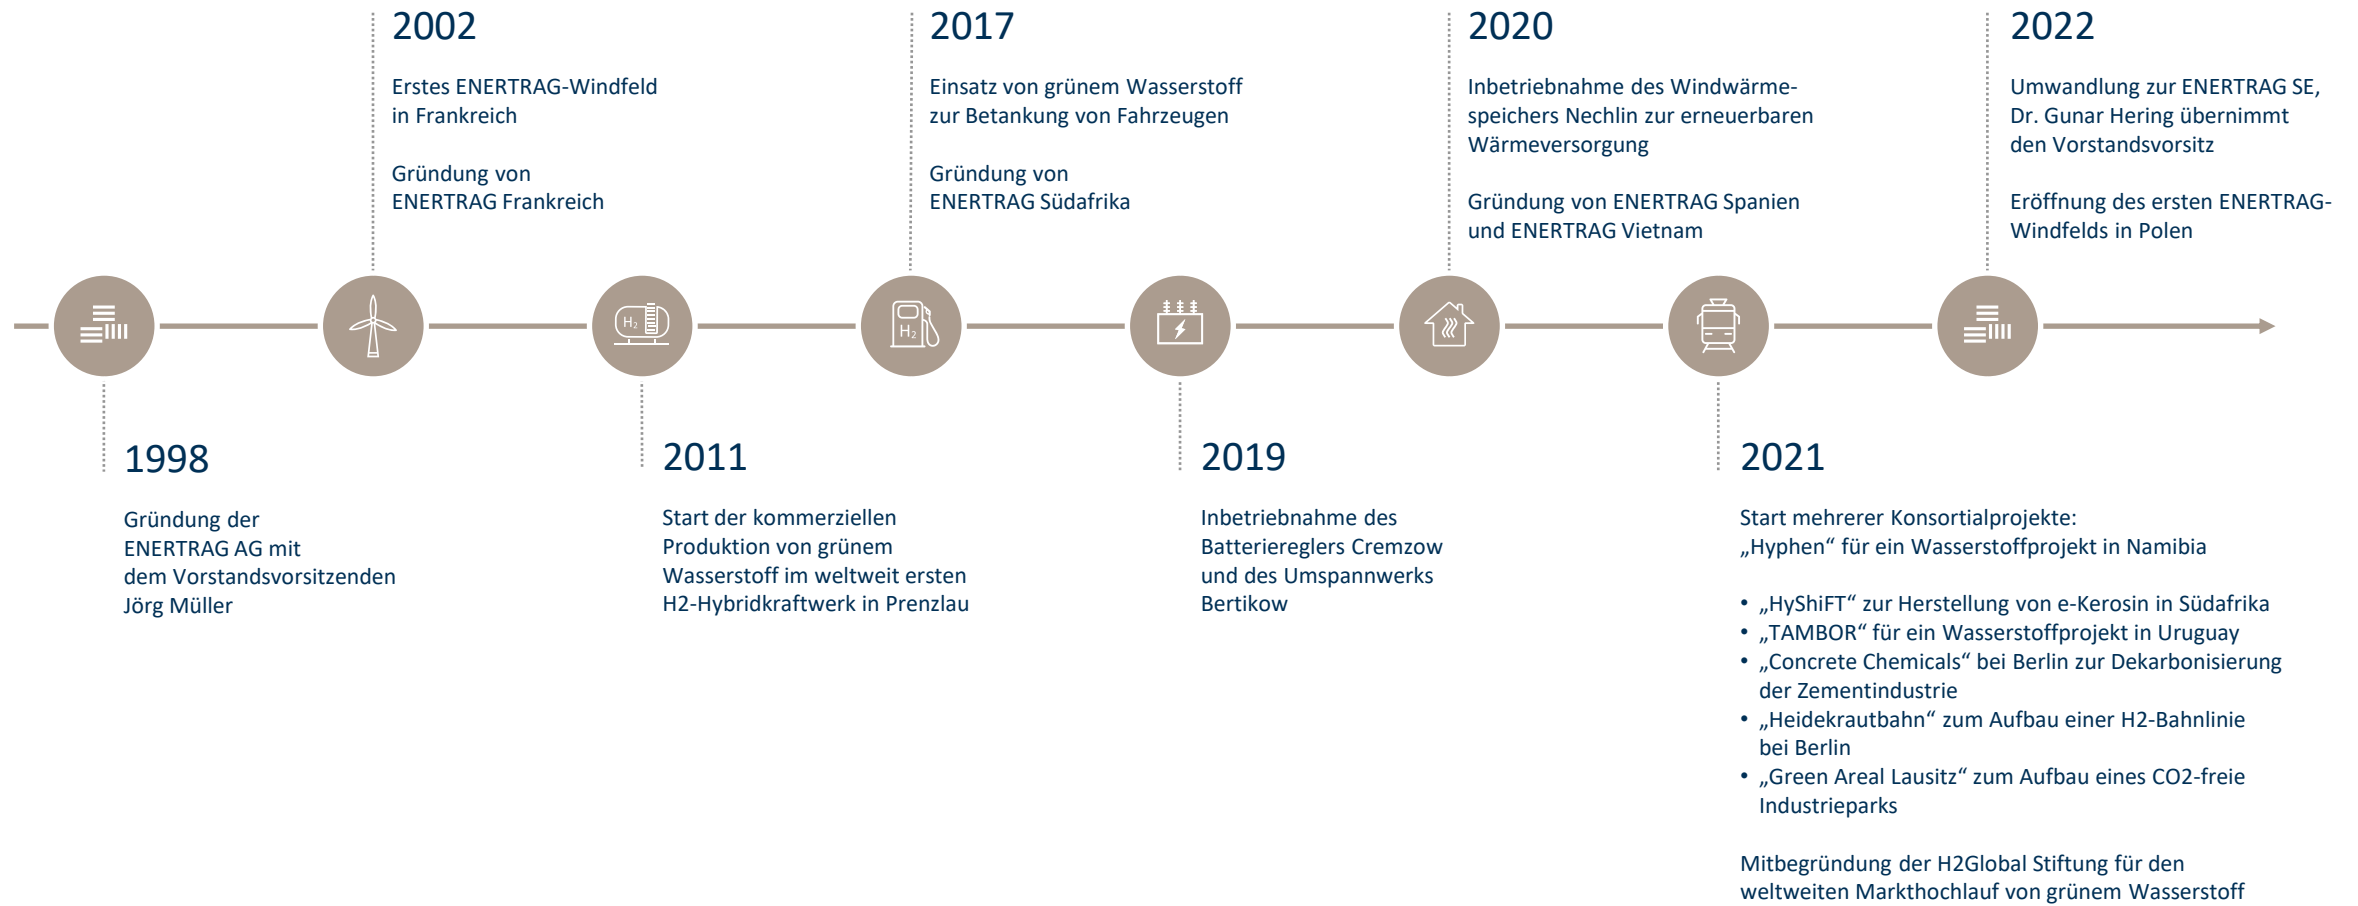 2002
Erstes ENERTRAG-Windfeld
in Frankreich
Gründung von
ENERTRAG Frankreich
2017
Einsatz von grünem Wasserstoff
zur Betankung von Fahrzeugen
Gründung von
ENERTRAG Südafrika
2020
Inbetriebnahme des Windwärme-
speichers Nechlin zur erneuerbaren
Wärmeversorgung
Gründung von ENERTRAG Spanien
und ENERTRAG Vietnam
2022
Umwandlung zur ENERTRAG SE,
Dr. Gunar Hering übernimmt
den Vorstandsvorsitz
Eröffnung des ersten ENERTRAG-
Windfelds in Polen
H2
H2
1998
Gründung der
ENERTRAG AG mit
dem Vorstandsvorsitzenden
Jörg Müller
2011
Start der kommerziellen
Produktion von grünem
Wasserstoff im weltweit ersten
H2-Hybridkraftwerk in Prenzlau
2019
Inbetriebnahme des
Batteriereglers Cremzow
und des Umspannwerks
Bertikow
2021
Start mehrerer Konsortialprojekte:
„Hyphen“ für ein Wasserstoffprojekt in Namibia
• „HyShiFT“ zur Herstellung von e-Kerosin in Südafrika
• „TAMBOR“ für ein Wasserstoffprojekt in Uruguay
• „Concrete Chemicals“ bei Berlin zur Dekarbonisierung
der Zementindustrie
• „Heidekrautbahn“ zum Aufbau einer H2-Bahnlinie
bei Berlin
• „Green Areal Lausitz“ zum Aufbau eines CO2-freie
Industrieparks
Mitbegründung der H2Global Stiftung für den
weltweiten Markthochlauf von grünem Wasserstoff